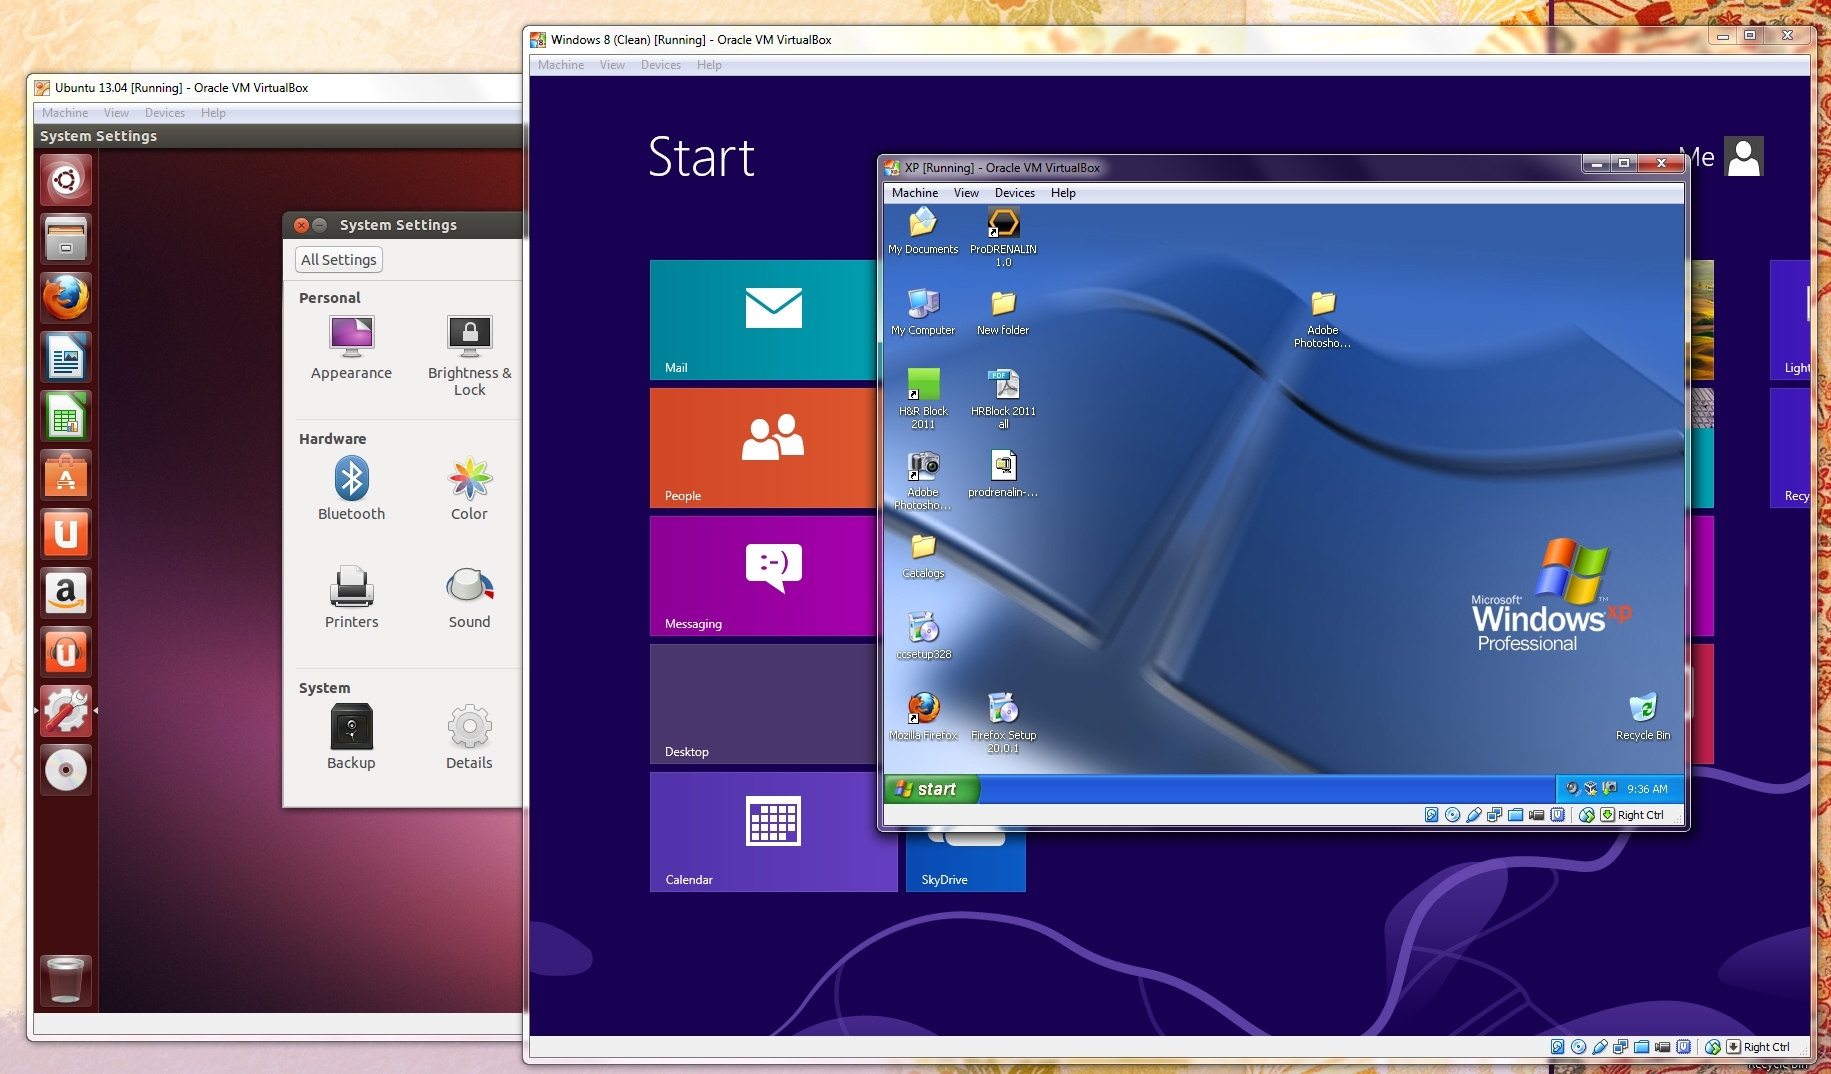 Windows 8 (Clean) [Running] - Oracle VM VirtualBox
Machine View Devices Help
Ubuntu 13.04 [Running] - Oracle VM VirtualBox
Machine View Devices Help
System Settings
System Settings
All Settings
Personal
Appearance
Brightness &
Lock
Hardware
Bluetooth
Color
Printers
Sound
System
Backup
Details
Start
Me
Mail
People
Messaging
Desktop
Calendar
SkyDrive
Light
Recy
XP [Running] - Oracle VM VirtualBox
Machine View Devices Help
My Documents
ProDRENALIN
1.0
My Computer
New folder
Adobe
Photosho...
H&R Block
2011
HRBlock 2011
all
Adobe
Photosho...
prodrenalin-...
Catalogs
ccsetup328
Mozilla Firefox
Firefox Setup
20.0.1
Microsoft
Windows xp
Professional
Recycle Bin
start
9:36 AM
Right Ctrl
Right Ctrl
Recycle Bin